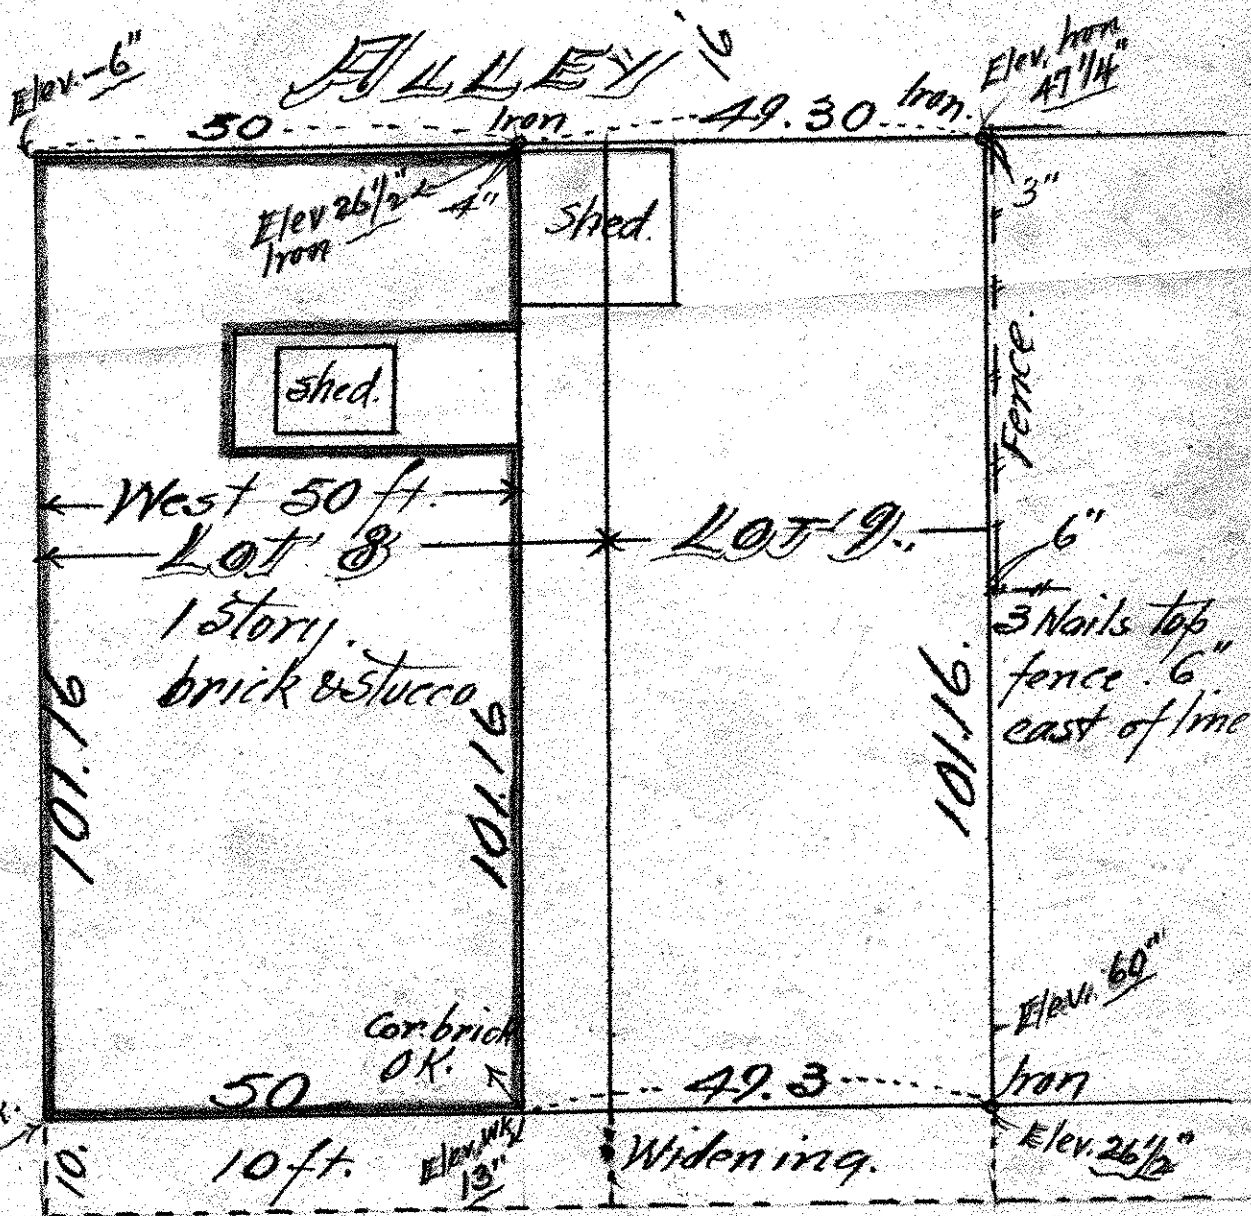 ALLEY
16'
Elev. -6"
50
Iron
49.30
Iron.
Elev. Iron
47 1/4"
3"
Elev 26 1/2"
Iron
4"
Shed.
Shed.
Fence.
West 50 ft.
LOT 8
LOT 9.
6"
1 Story.
brick & Stucco
3 Nails top
fence. 6"
east of line
101.16
101.16
101.16.
Elev. 60"
Cor. brick
OK.
50
49.3
Iron
Elev. 26 1/2"
10.
10 ft.
Elev. WK
13"
Widening.